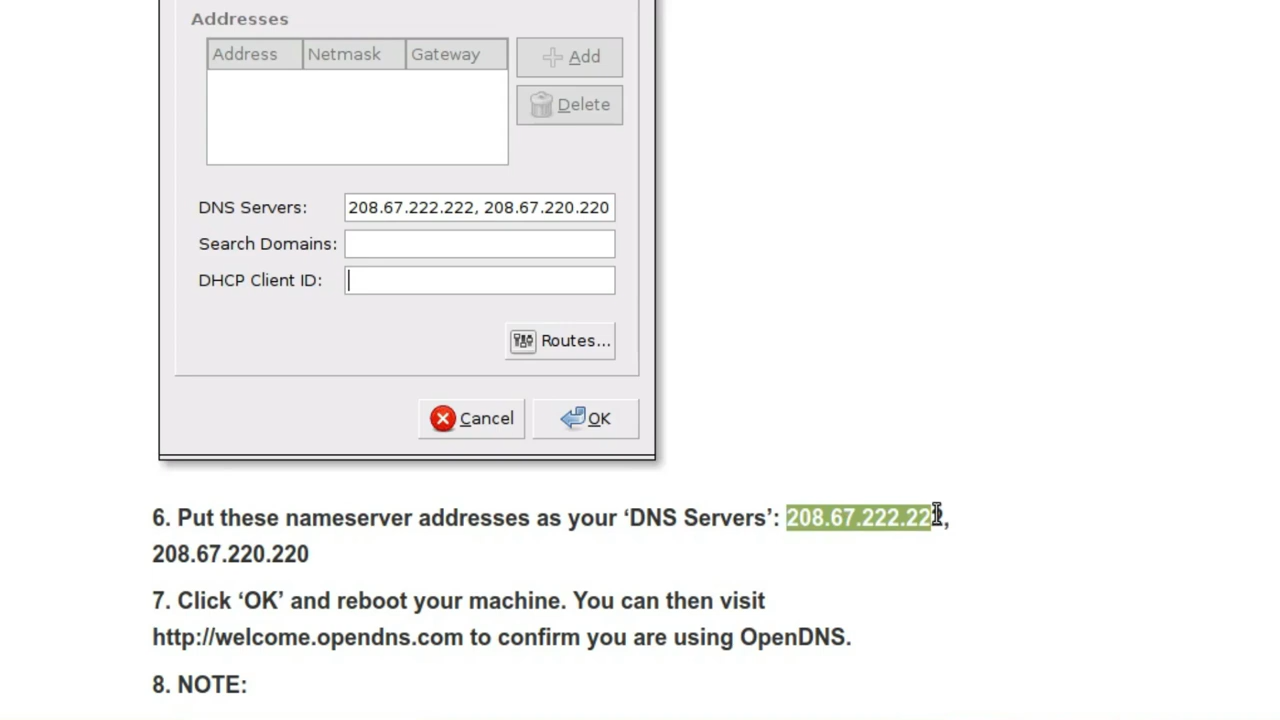 Addresses
Address Netmask Gateway
Add
Delete
DNS Servers: 208.67.222.222, 208.67.220.220
Search Domains:
DHCP Client ID:
Routes...
Cancel OK
6. Put these nameserver addresses as your ‘DNS Servers’: 208.67.222.222,
208.67.220.220
7. Click ‘OK’ and reboot your machine. You can then visit
http://welcome.opendns.com to confirm you are using OpenDNS.
8. NOTE: